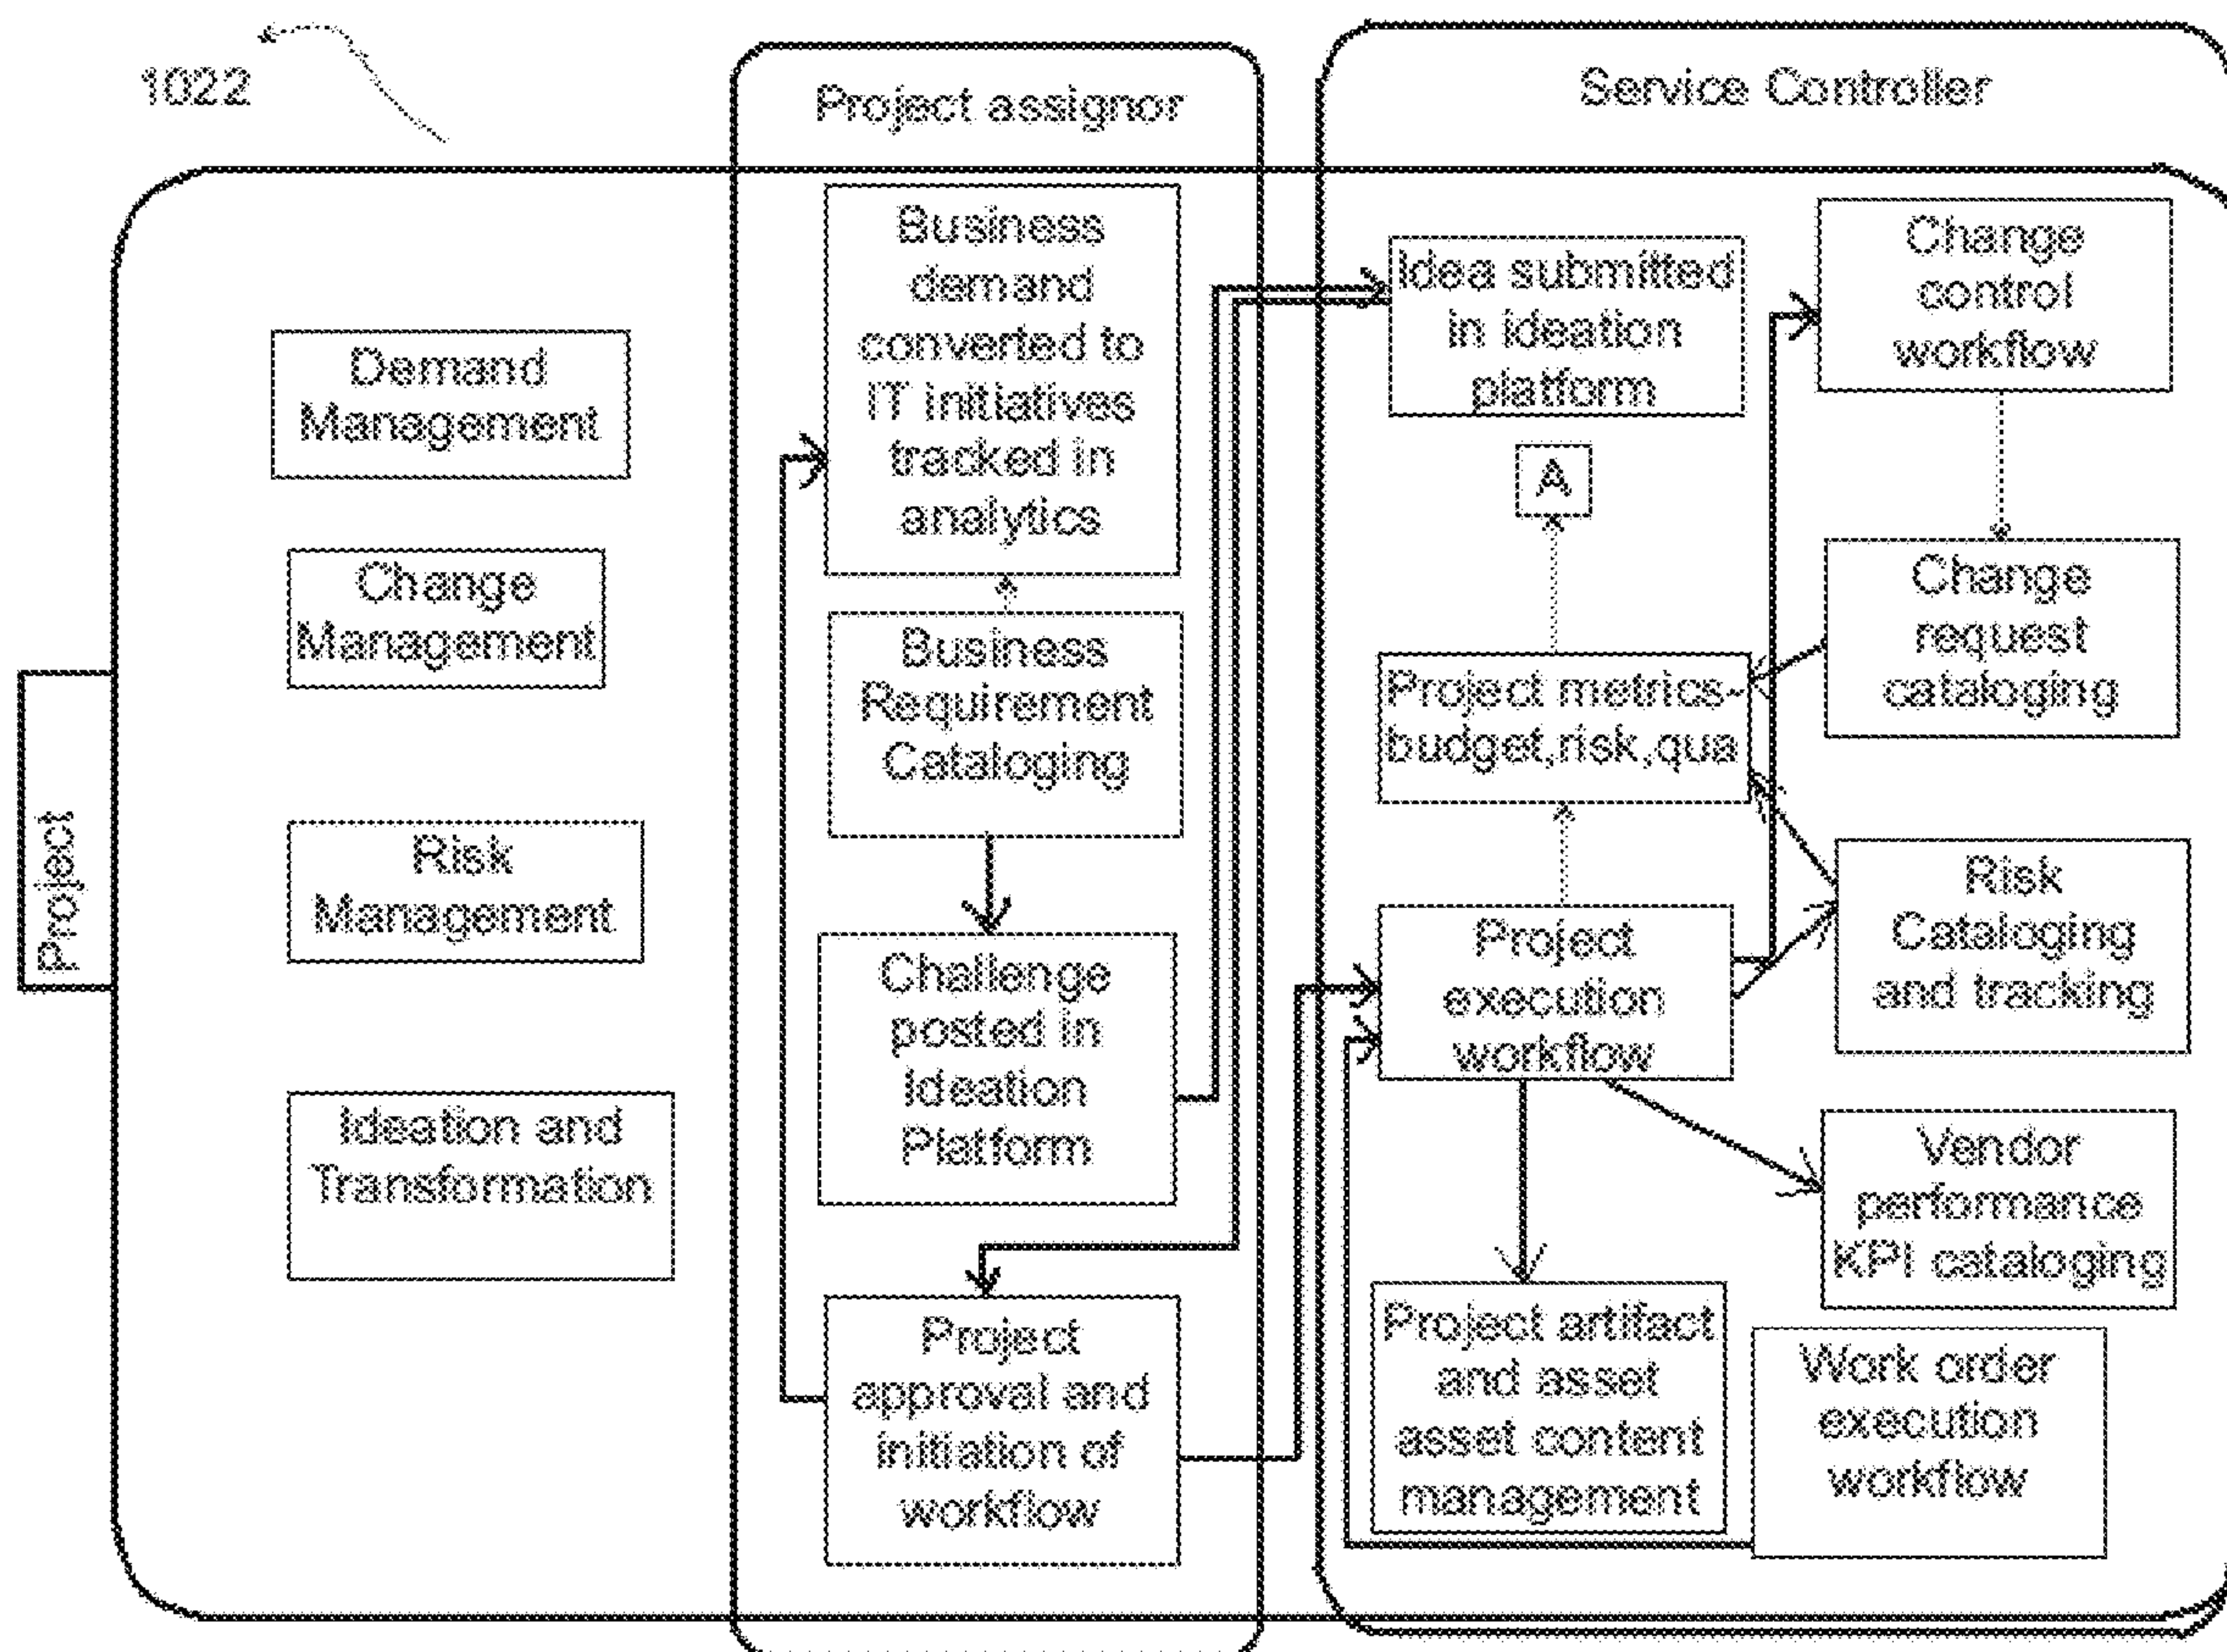 1022
Project assignor
Service Controller
Project
Demand
Management
Change
Management
Risk
Management
Ideation and
Transformation
Business
demand
converted to
IT initiatives
tracked in
analytics
Business
Requirement
Cataloging
Challenge
posted in
Ideation
Platform
Project
approval and
initiation of
workflow
Idea submitted
in ideation
platform
A
Project metrics-
budget,risk,qua
Project
execution
workflow
Project artifact
and asset
asset content
management
Change
control
workflow
Change
request
cataloging
Risk
Cataloging
and tracking
Vendor
performance
KPI cataloging
Work order
execution
workflow